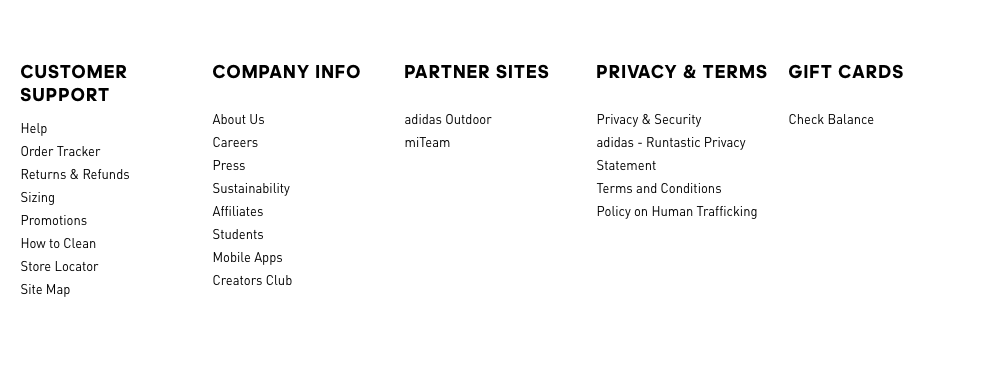 CUSTOMER
SUPPORT
Help
Order Tracker
Returns & Refunds
Sizing
Promotions
How to Clean
Store Locator
Site Map
COMPANY INFO
About Us
Careers
Press
Sustainability
Affiliates
Students
Mobile Apps
Creators Club
PARTNER SITES
adidas Outdoor
miTeam
PRIVACY & TERMS
Privacy & Security
adidas - Runtastic Privacy
Statement
Terms and Conditions
Policy on Human Trafficking
GIFT CARDS
Check Balance